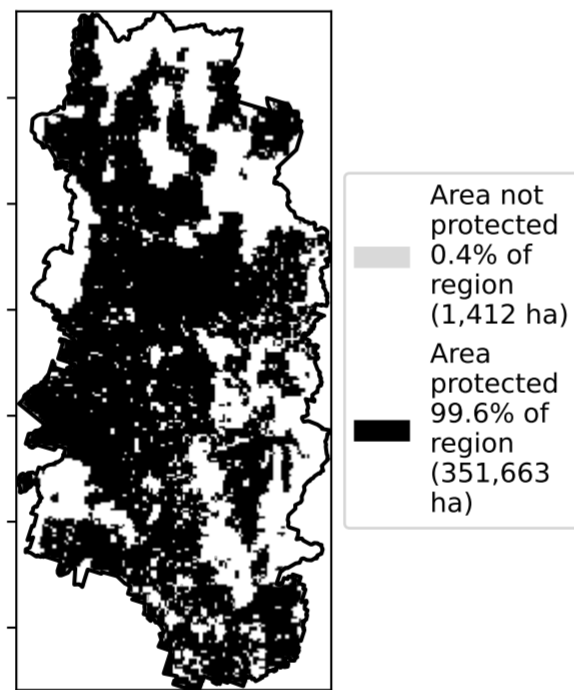 Area not
protected
0.4% of
region
(1,412 ha)
Area
protected
99.6% of
region
(351,663
ha)